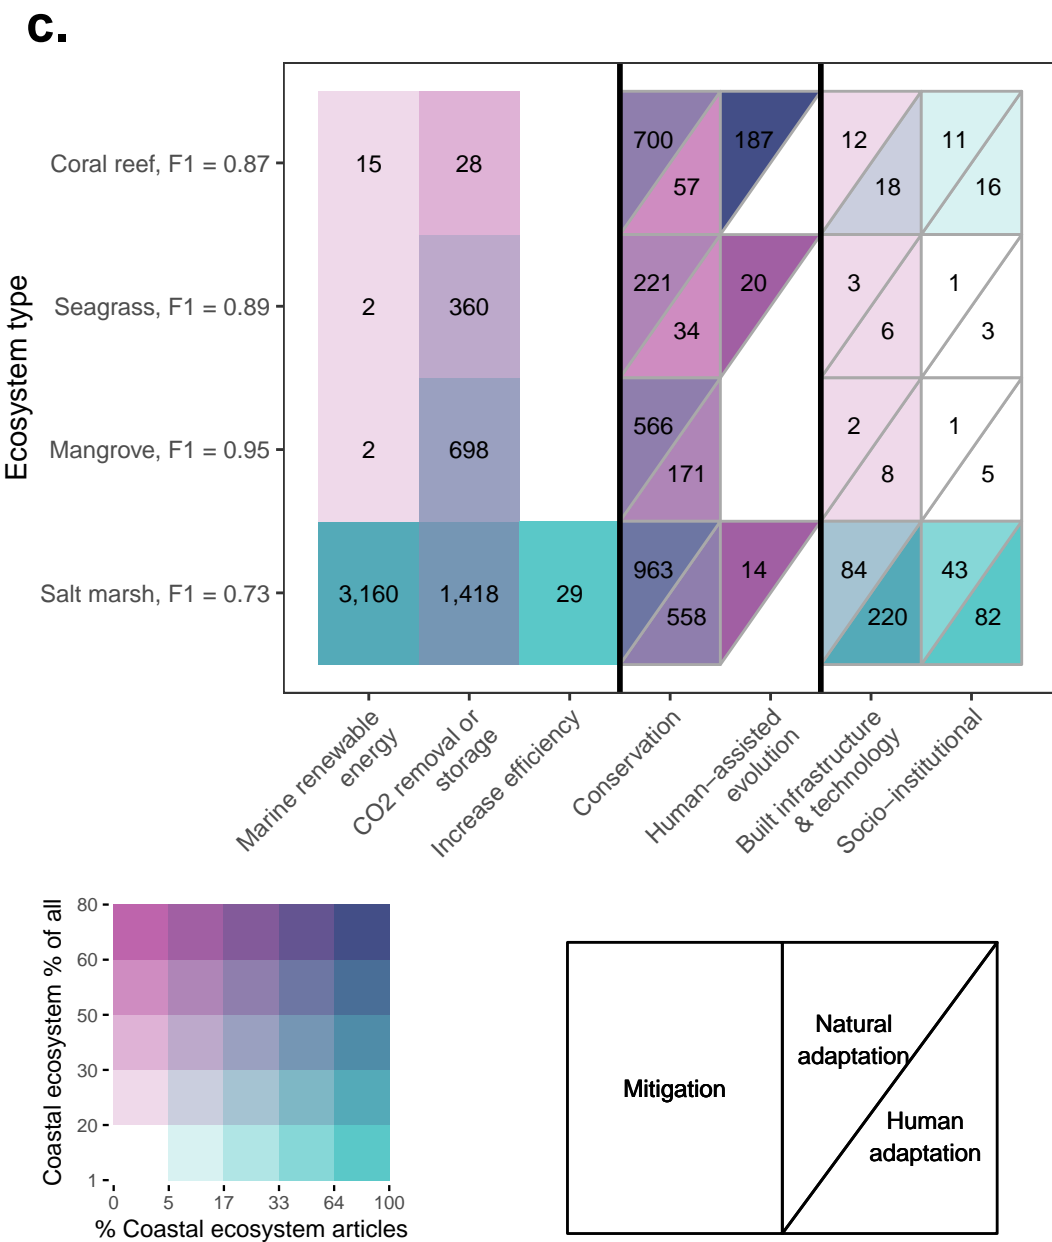 c.
Ecosystem type
Coral reef, F1 = 0.87
15
28
700
57
187
12
18
11
16
Seagrass, F1 = 0.89
2
360
221
34
20
3
6
1
3
Mangrove, F1 = 0.95
2
698
566
171
2
8
1
5
Salt marsh, F1 = 0.73
3,160
1,418
29
963
558
14
84
220
43
82
Marine renewable
energy
CO2 removal or
storage
Increase efficiency
Conservation
Human−assisted
evolution
Built infrastructure
& technology
Socio−institutional
Coastal ecosystem % of all
80
60
50
30
20
1
0
5
17
33
64
100
% Coastal ecosystem articles
Mitigation
Natural
adaptation
Human
adaptation